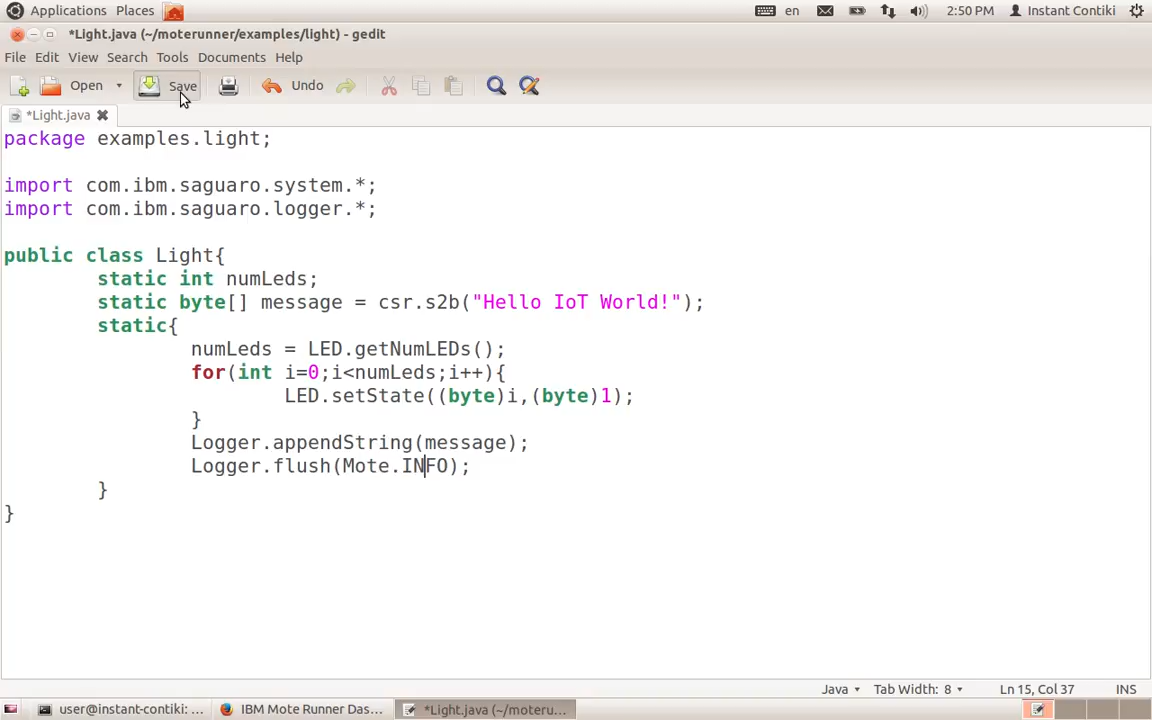 Applications Places en 2:50 PM Instant Contiki
*Light.java (~/moterunner/examples/light) - gedit
File Edit View Search Tools Documents Help
Open Save Undo
*Light.java
package examples.light;
import com.ibm.saguaro.system.*;
import com.ibm.saguaro.logger.*;
public class Light{
static int numLeds;
static byte[] message = csr.s2b("Hello IoT World!");
static{
numLeds = LED.getNumLEDs();
for(int i=0;i<numLeds;i++){
LED.setState((byte)i,(byte)1);
}
Logger.appendString(message);
Logger.flush(Mote.INFO);
}
}
Java Tab Width: 8 Ln 15, Col 37 INS
user@instant-contiki: ... IBM Mote Runner Das... *Light.java (~/moteru...